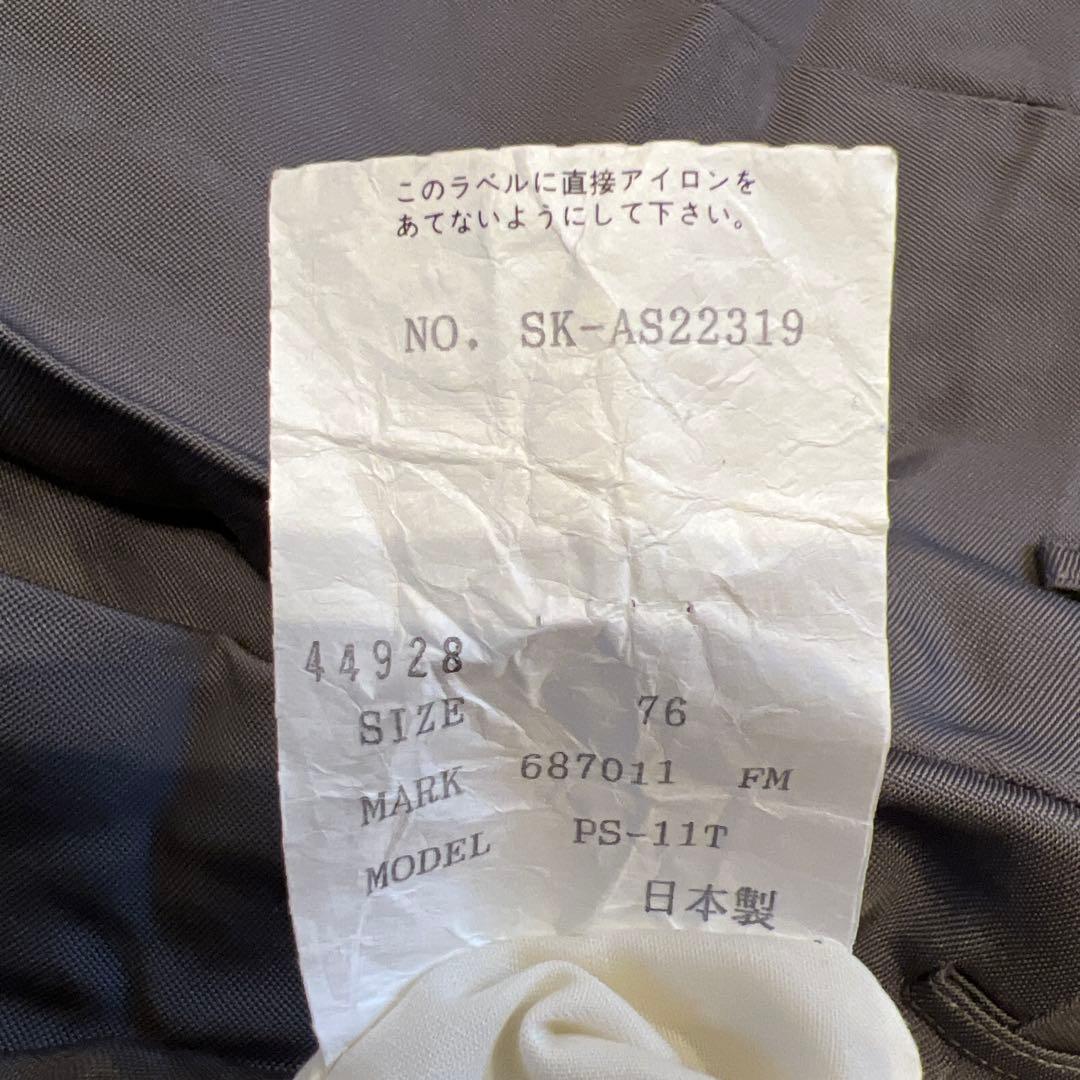 このラベルに直接アイロンを
あてないようにして下さい。
NO. SK-AS22319
44928
SIZE 76
MARK 687011 FM
MODEL PS-11T
日本製